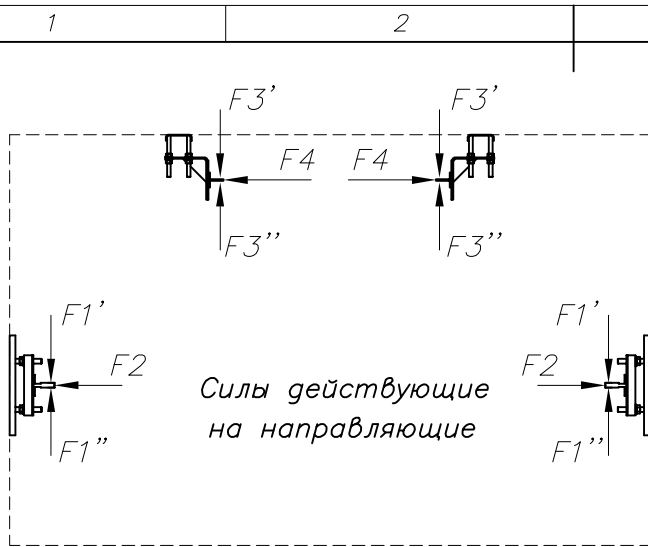 1 2
F3' F3'
F4 F4
F3'' F3''
F1' F1'
F2 F2
Силы действующие
на направляющие
F1'' F1''